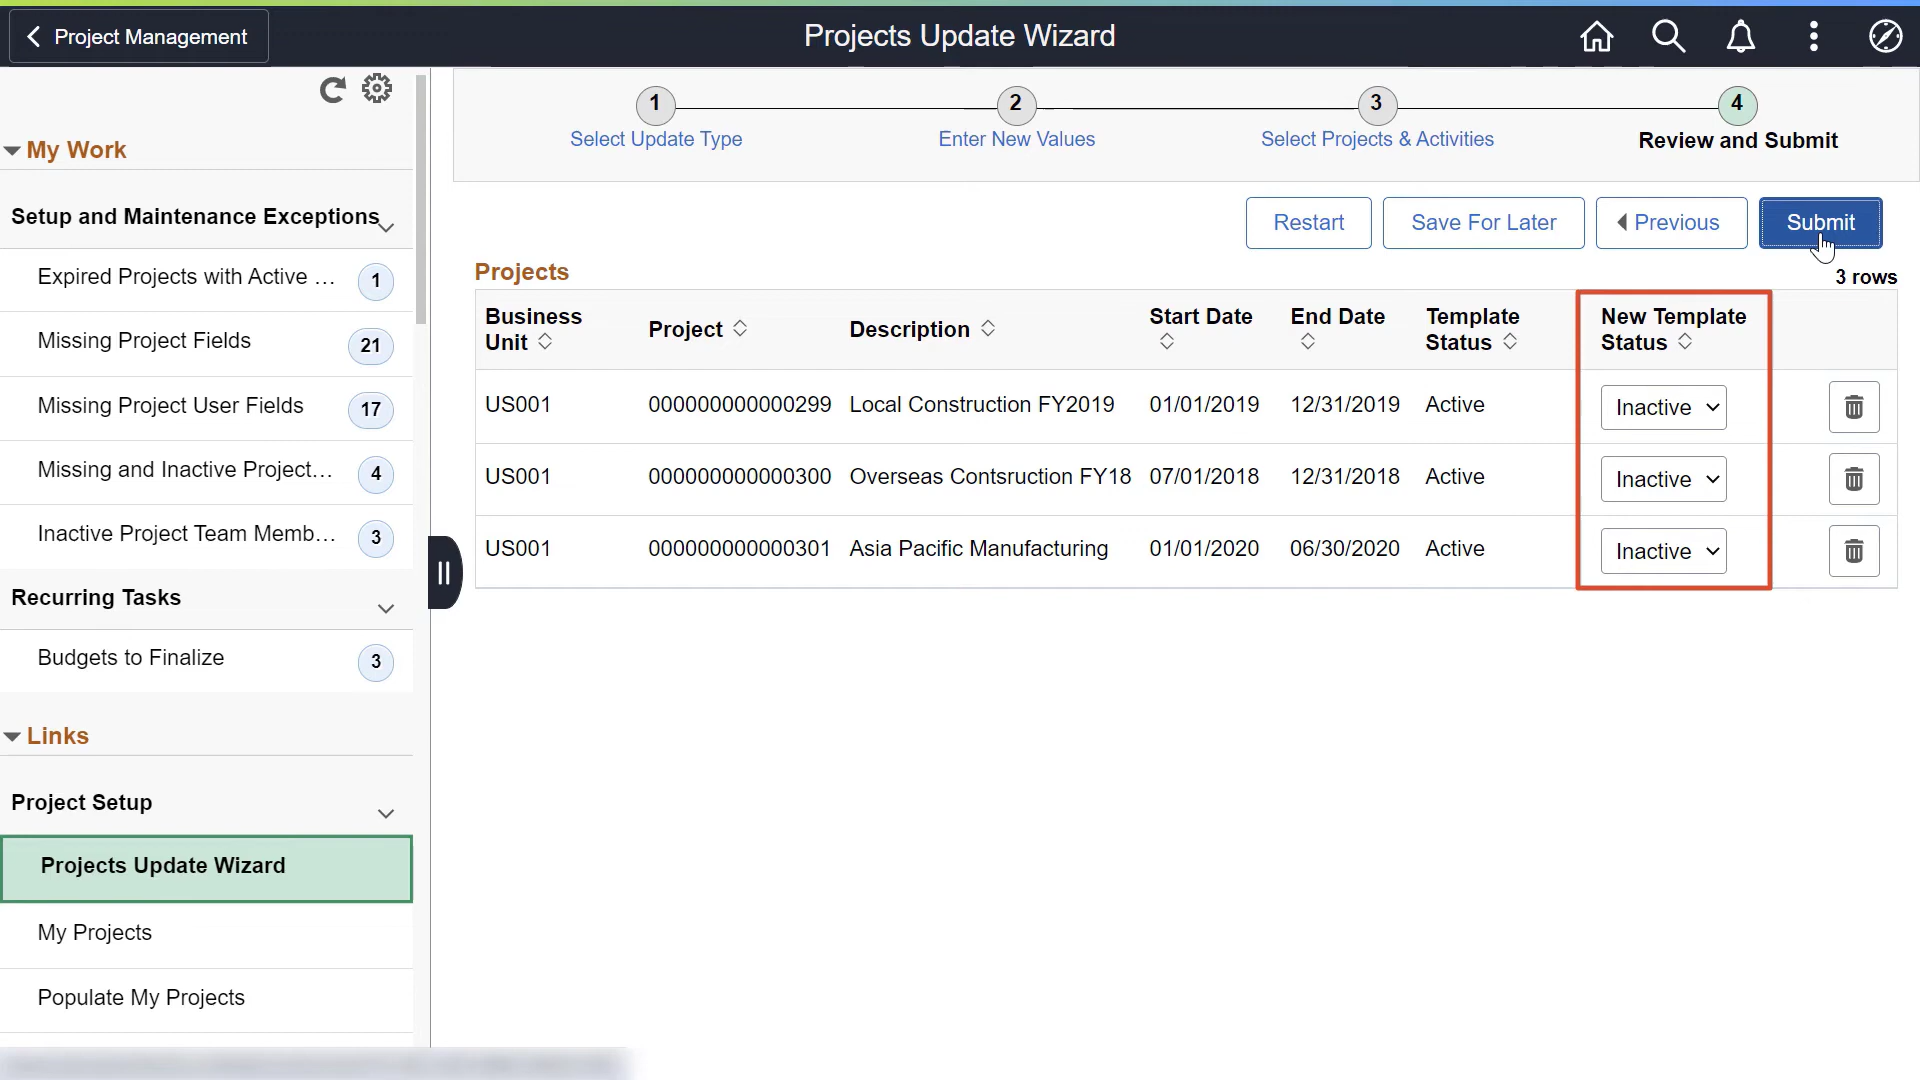 Project Management
Projects Update Wizard
My Work
Setup and Maintenance Exceptions
Expired Projects with Active ... 1
Missing Project Fields 21
Missing Project User Fields 17
Missing and Inactive Project... 4
Inactive Project Team Memb... 3
Recurring Tasks
Budgets to Finalize 3
Links
Project Setup
Projects Update Wizard
My Projects
Populate My Projects
1 2 3 4
Select Update Type Enter New Values Select Projects & Activities Review and Submit
Restart Save For Later Previous Submit
Projects
3 rows
Business Unit Project Description Start Date End Date Template Status New Template Status
US001 000000000000299 Local Construction FY2019 01/01/2019 12/31/2019 Active Inactive
US001 000000000000300 Overseas Contsruction FY18 07/01/2018 12/31/2018 Active Inactive
US001 000000000000301 Asia Pacific Manufacturing 01/01/2020 06/30/2020 Active Inactive